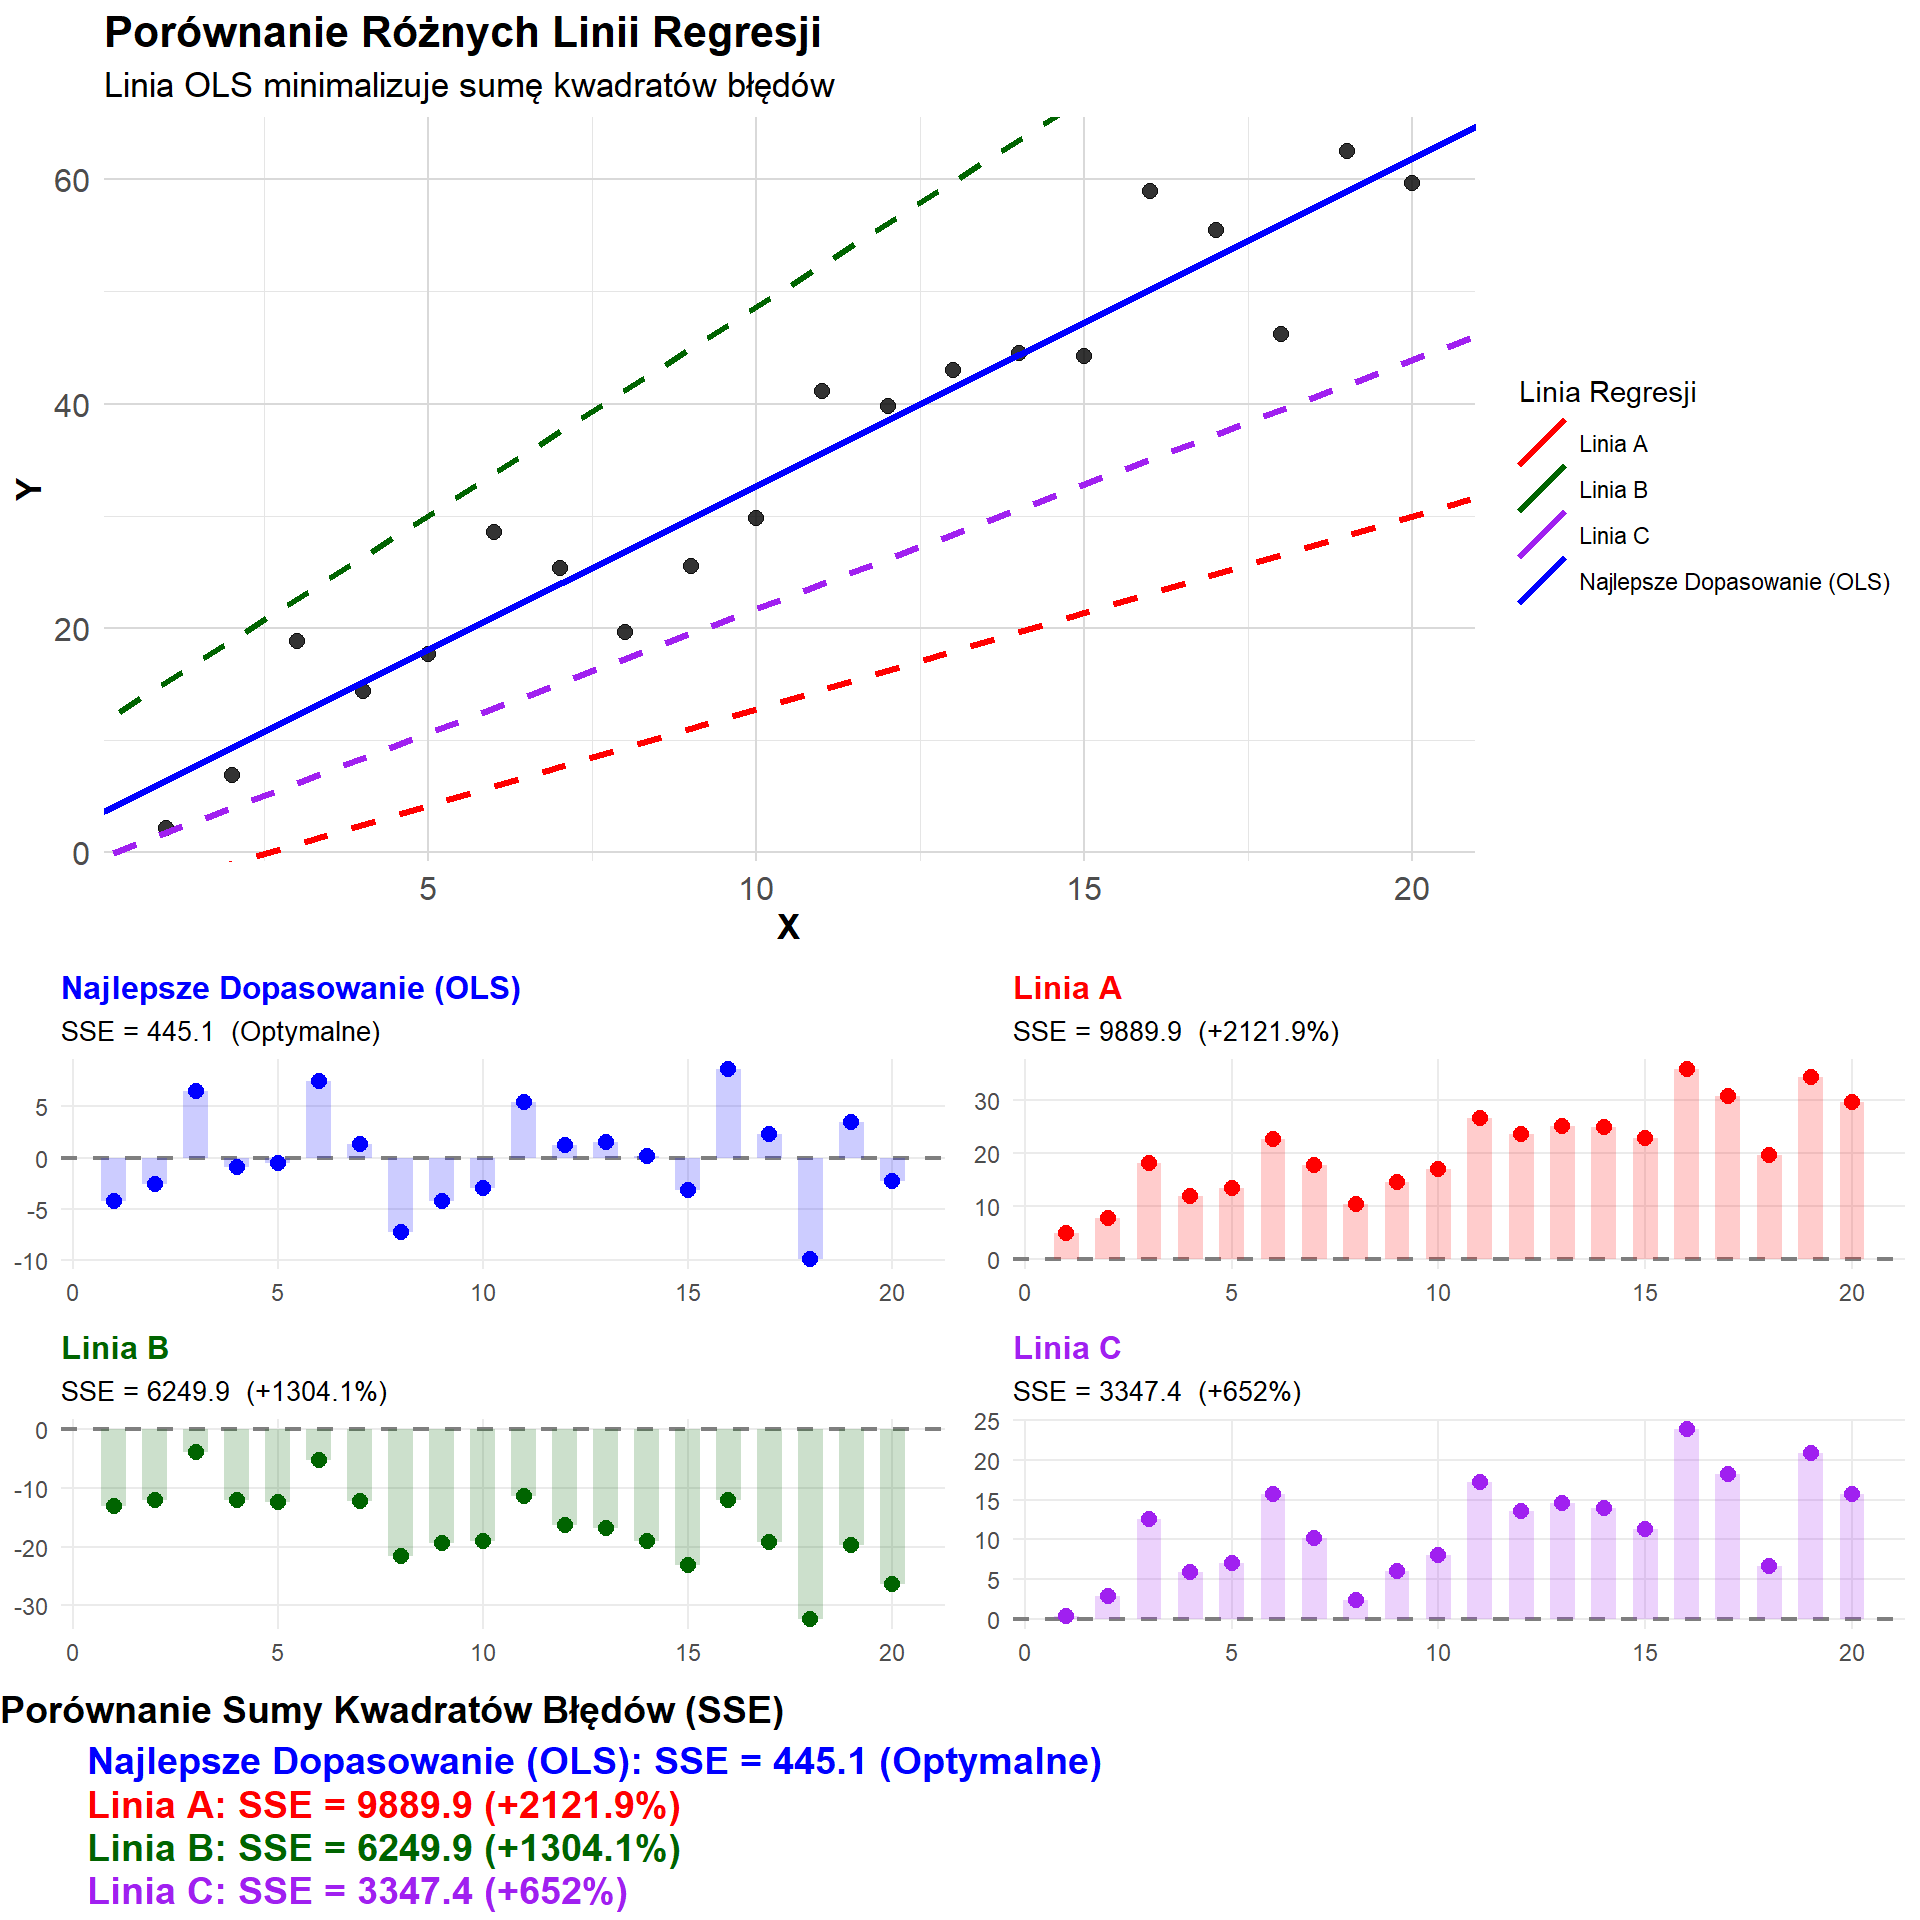 Porównanie Różnych Linii Regresji
Linia OLS minimalizuje sumę kwadratów błędów
60
40
20
0
Y
5 10 15 20
X
Linia Regresji
Linia A
Linia B
Linia C
Najlepsze Dopasowanie (OLS)
Najlepsze Dopasowanie (OLS)
SSE = 445.1 (Optymalne)
5
0
-5
-10
0 5 10 15 20
Linia A
SSE = 9889.9 (+2121.9%)
30
20
10
0
0 5 10 15 20
Linia B
SSE = 6249.9 (+1304.1%)
0
-10
-20
-30
0 5 10 15 20
Linia C
SSE = 3347.4 (+652%)
25
20
15
10
5
0
0 5 10 15 20
Porównanie Sumy Kwadratów Błędów (SSE)
Najlepsze Dopasowanie (OLS): SSE = 445.1 (Optymalne)
Linia A: SSE = 9889.9 (+2121.9%)
Linia B: SSE = 6249.9 (+1304.1%)
Linia C: SSE = 3347.4 (+652%)